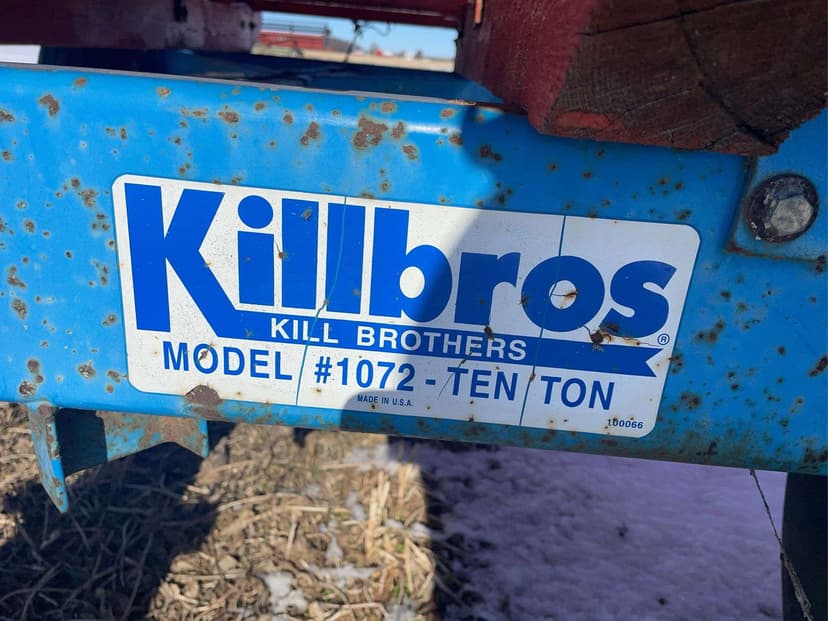 Killbros®
KILL BROTHERS
MODEL #1072 - TEN TON
MADE IN U.S.A.
100066